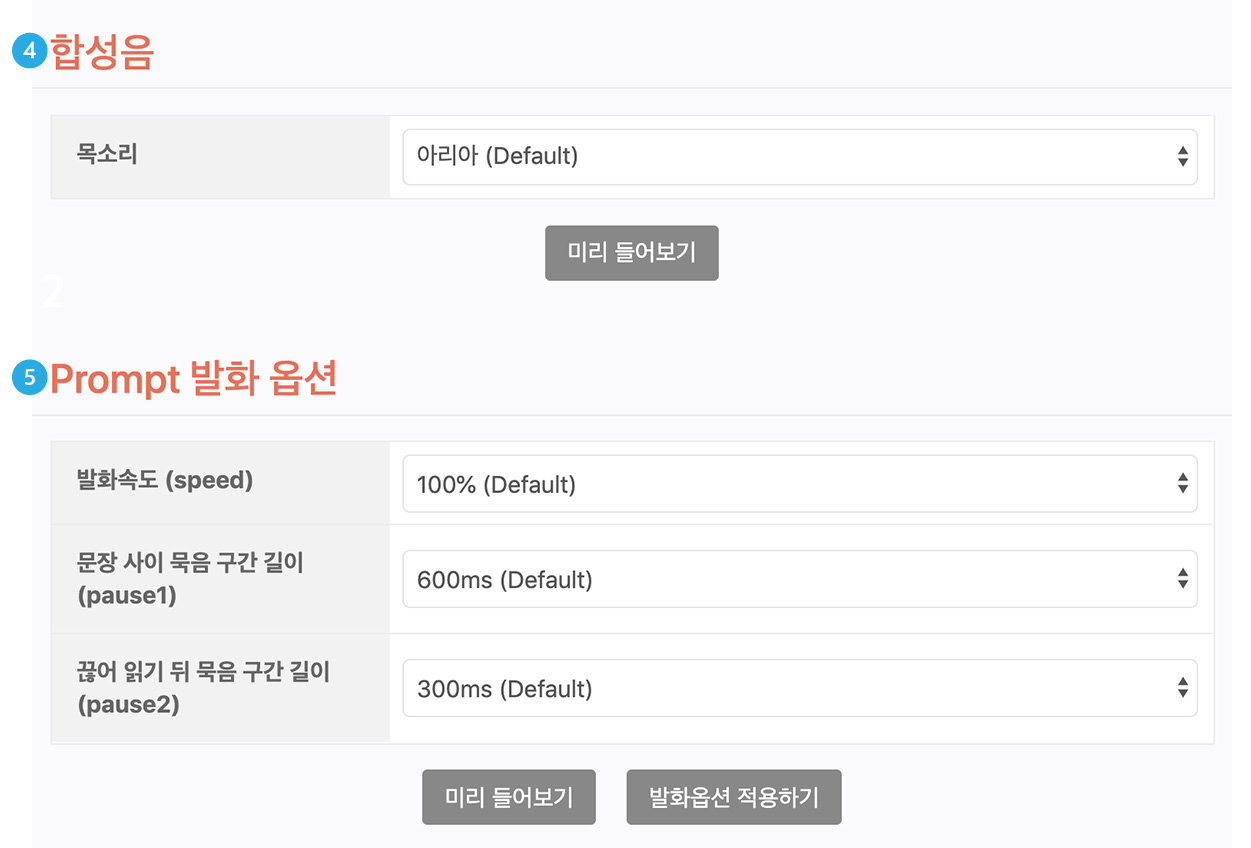 4 합성음
목소리
아리아 (Default)
미리 들어보기
2
5 Prompt 발화 옵션
발화속도 (speed)
100% (Default)
문장 사이 묵음 구간 길이
(pause1)
600ms (Default)
끊어 읽기 뒤 묵음 구간 길이
(pause2)
300ms (Default)
미리 들어보기
발화옵션 적용하기